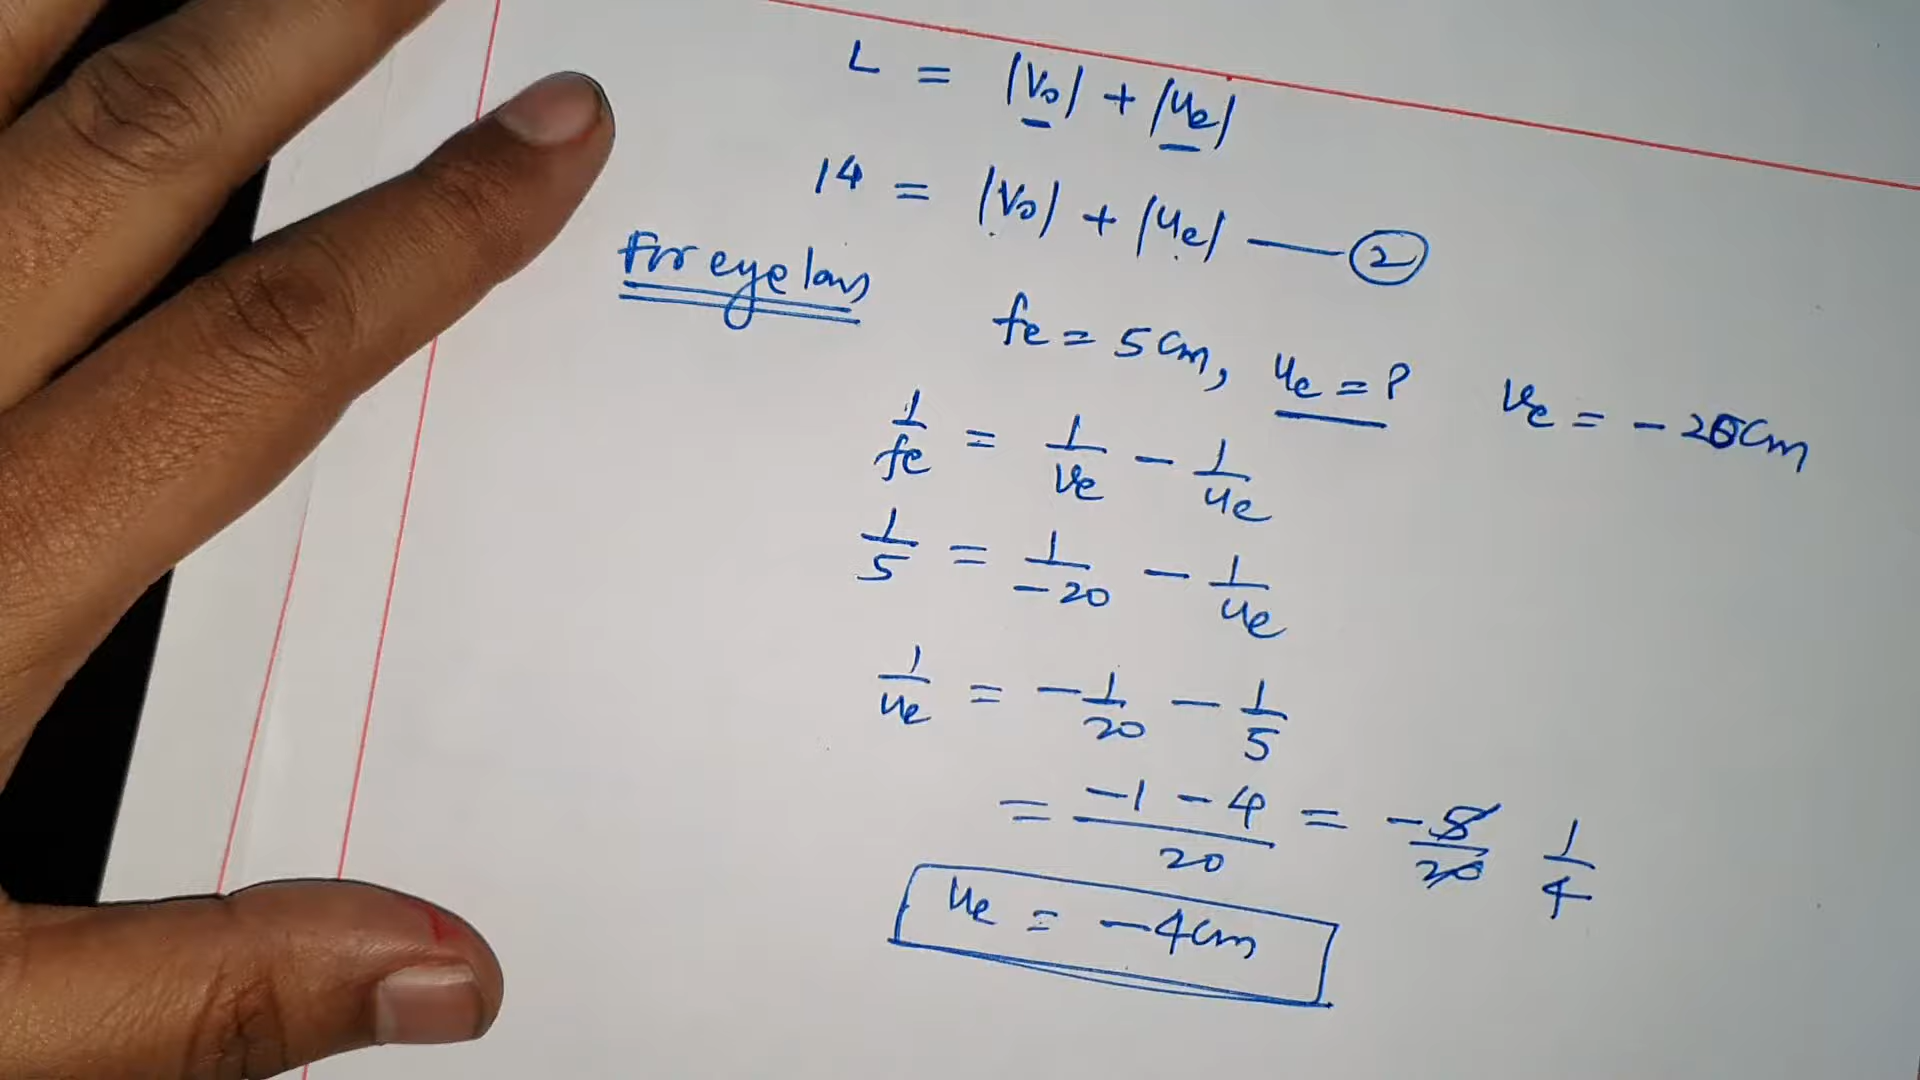 L = |V₀| + |ue|
14 = |V₀| + |ue| — ②
For eye lens
fe = 5cm, ue = ? ve = -20cm
1/fe = 1/ve - 1/ue
1/5 = 1/-20 - 1/ue
1/ue = -1/20 - 1/5
= -1-4/20 = -5/20 1/4
ue = -4cm